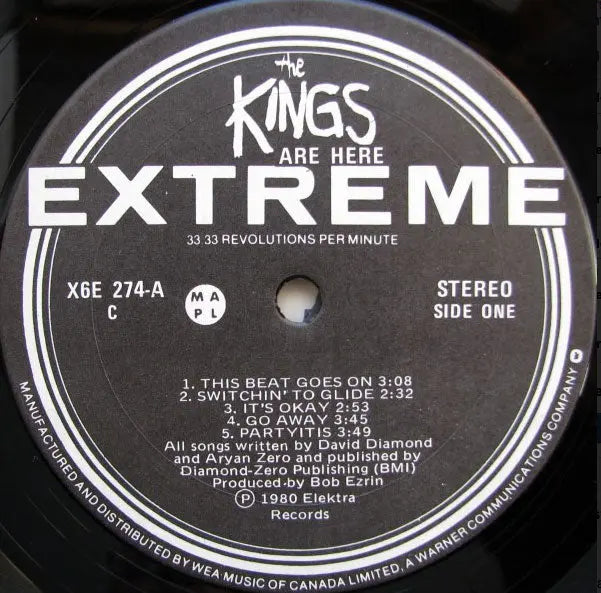 the
KINGS
ARE HERE
EXTREME
33 33 REVOLUTIONS PER MINUTE
X6E 274-A
C
M A
P L
STEREO
SIDE ONE
1. THIS BEAT GOES ON 3:08
2. SWITCHIN' TO GLIDE 2:32
3. IT'S OKAY 2:53
4. GO AWAY 3:45
5. PARTYITIS 3:49
All songs written by David Diamond
and Aryan Zero and published by
Diamond-Zero Publishing (BMI)
Produced by Bob Ezrin
Ⓟ 1980 Elektra
Records
MANUFACTURED AND DISTRIBUTED BY WEA MUSIC OF CANADA LIMITED, A WARNER COMMUNICATIONS COMPANY